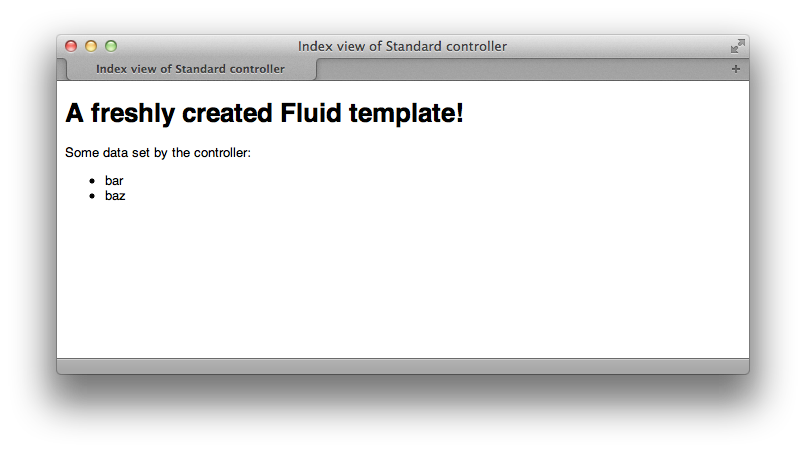 Index view of Standard controller
Index view of Standard controller
A freshly created Fluid template!
Some data set by the controller:
• bar
• baz